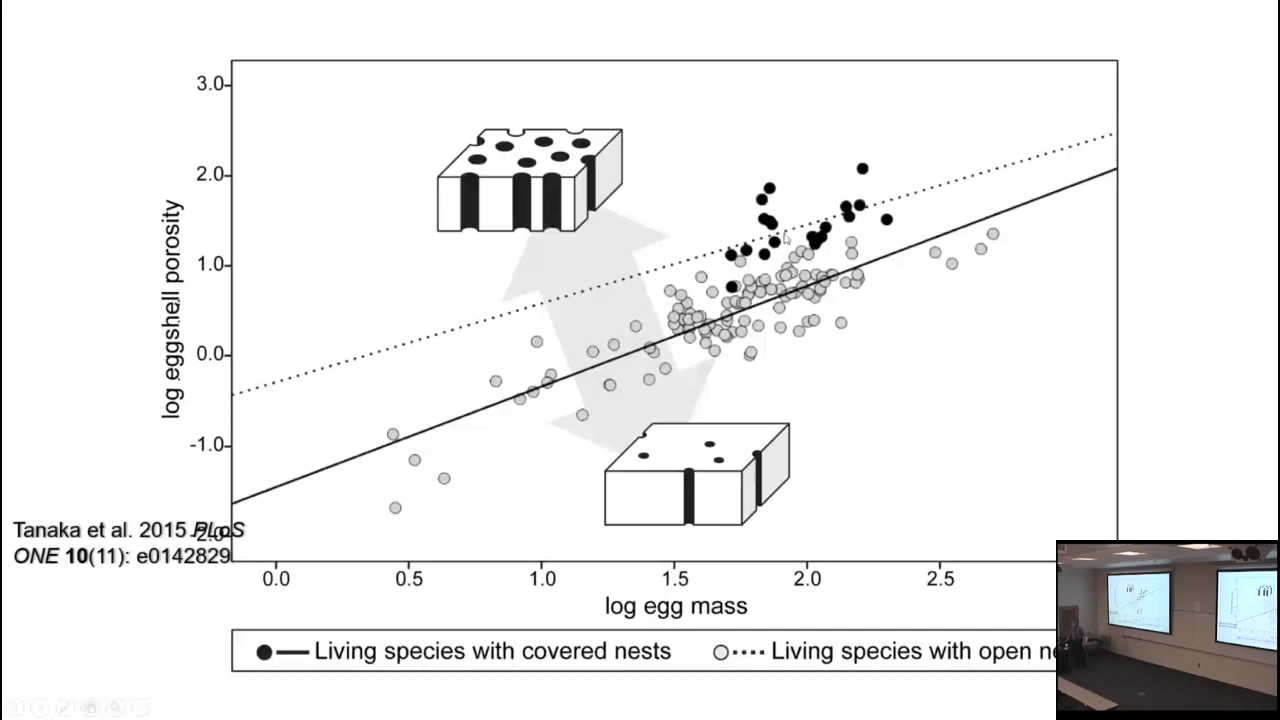 3.0
2.0
1.0
0.0
-1.0
log eggshell porosity
Tanaka et al. 2015 PLoS
ONE 10(11): e0142829
0.0 0.5 1.0 1.5 2.0 2.5
log egg mass
Living species with covered nests Living species with open